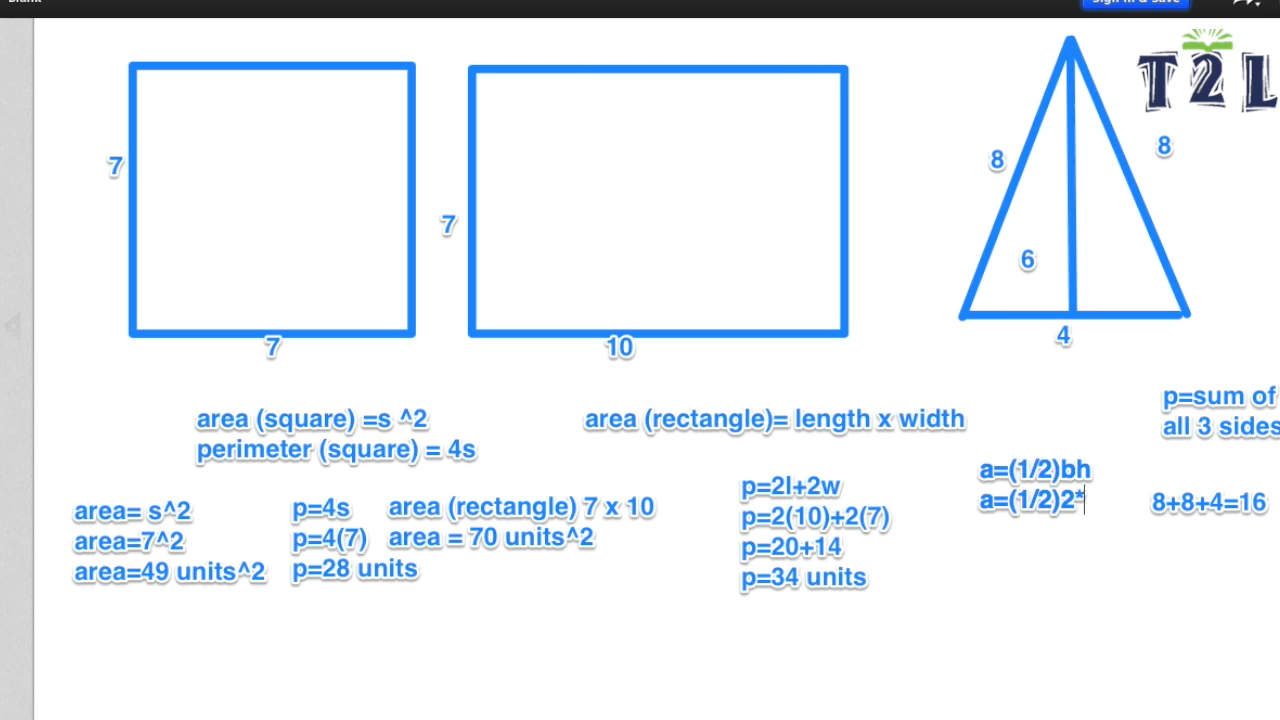 T2L
7
7
7
10
8
8
6
4
area (square) =s ^2
perimeter (square) = 4s
area (rectangle)= length x width
p=sum of
all 3 sides
area= s^2
area=7^2
area=49 units^2
p=4s
p=4(7)
p=28 units
area (rectangle) 7 x 10
area = 70 units^2
p=2l+2w
p=2(10)+2(7)
p=20+14
p=34 units
a=(1/2)bh
a=(1/2)2*
8+8+4=16